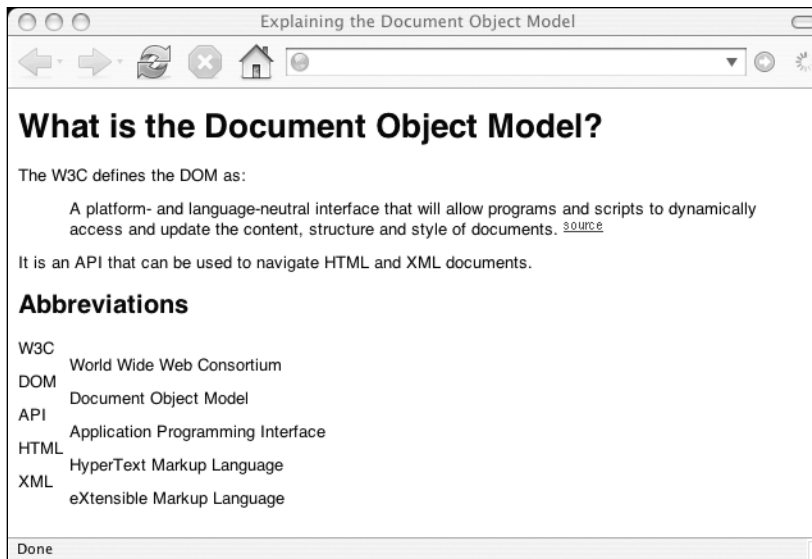 Explaining the Document Object Model
What is the Document Object Model?
The W3C defines the DOM as:
A platform- and language-neutral interface that will allow programs and scripts to dynamically
access and update the content, structure and style of documents. source
It is an API that can be used to navigate HTML and XML documents.
Abbreviations
W3C
World Wide Web Consortium
DOM
Document Object Model
API
Application Programming Interface
HTML
HyperText Markup Language
XML
eXtensible Markup Language
Done